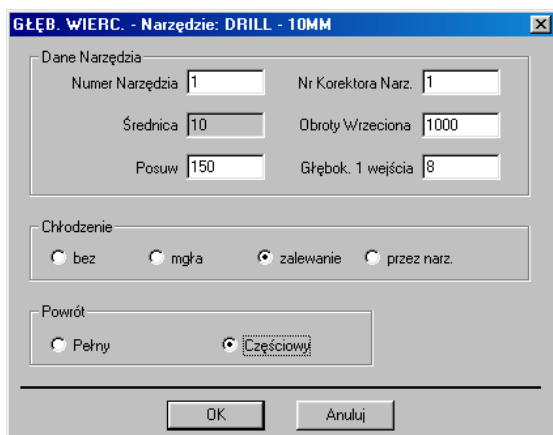 GŁĘB. WIERC. - Narzędzie: DRILL - 10MM
Dane Narzędzia
Numer Narzędzia 1 Nr Korektora Narz. 1
Średnica 10 Obroty Wrzeciona 1000
Posuw 150 Głębok. 1 wejścia 8
Chłodzenie
bez mgła zalewanie przez narz.
Powrót
Pełny Częściowy
OK Anuluj